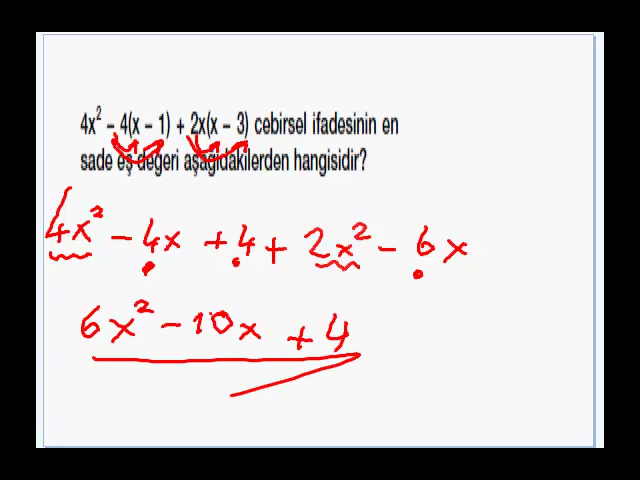 4x² − 4(x − 1) + 2x(x − 3) cebirsel ifadesinin en
sade eş değeri aşağıdakilerden hangisidir?
4x² − 4x + 4 + 2x² − 6x
6x² − 10x + 4